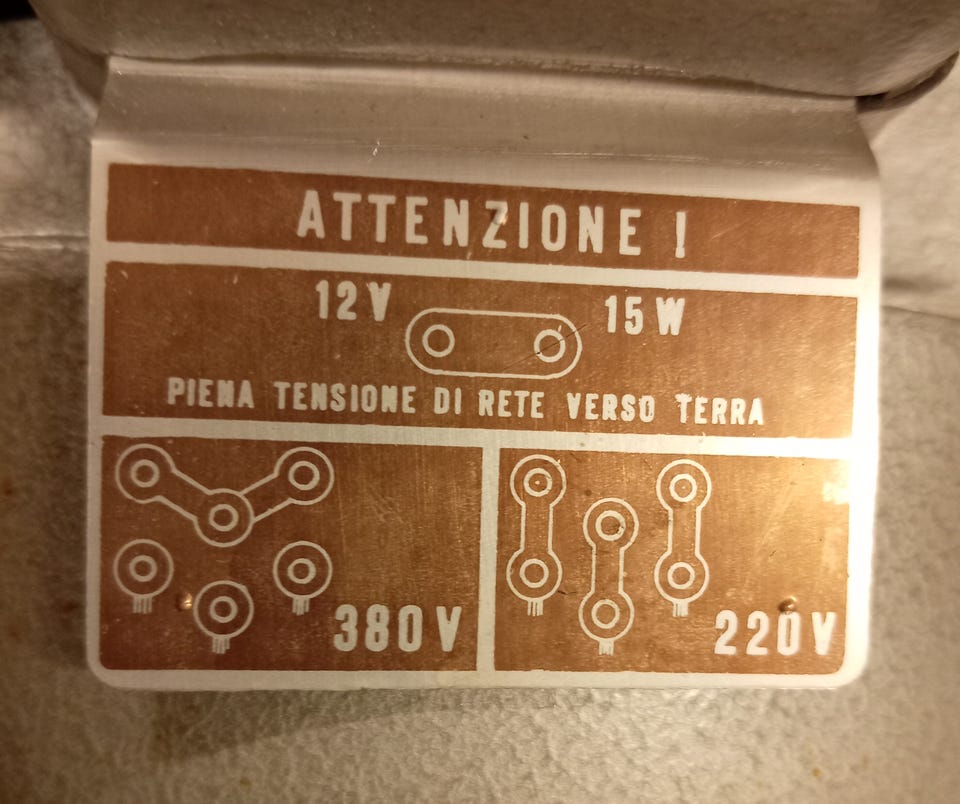 ATTENZIONE !
12V 15W
PIENA TENSIONE DI RETE VERSO TERRA
380V
220V